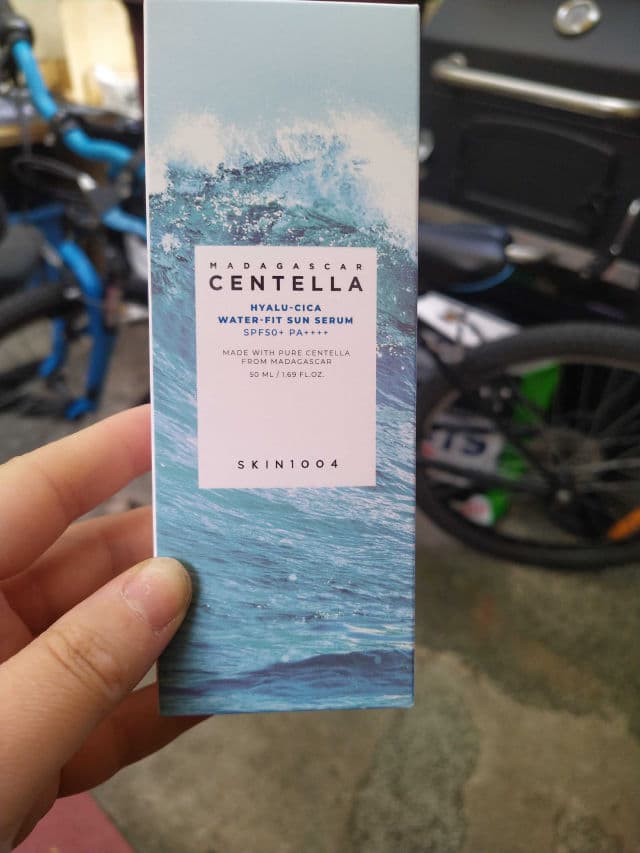 MADAGASCAR
CENTELLA
HYALU-CICA
WATER-FIT SUN SERUM
SPF50+ PA++++
MADE WITH PURE CENTELLA
FROM MADAGASCAR
50 ML / 1.69 FL.OZ.
SKIN1004